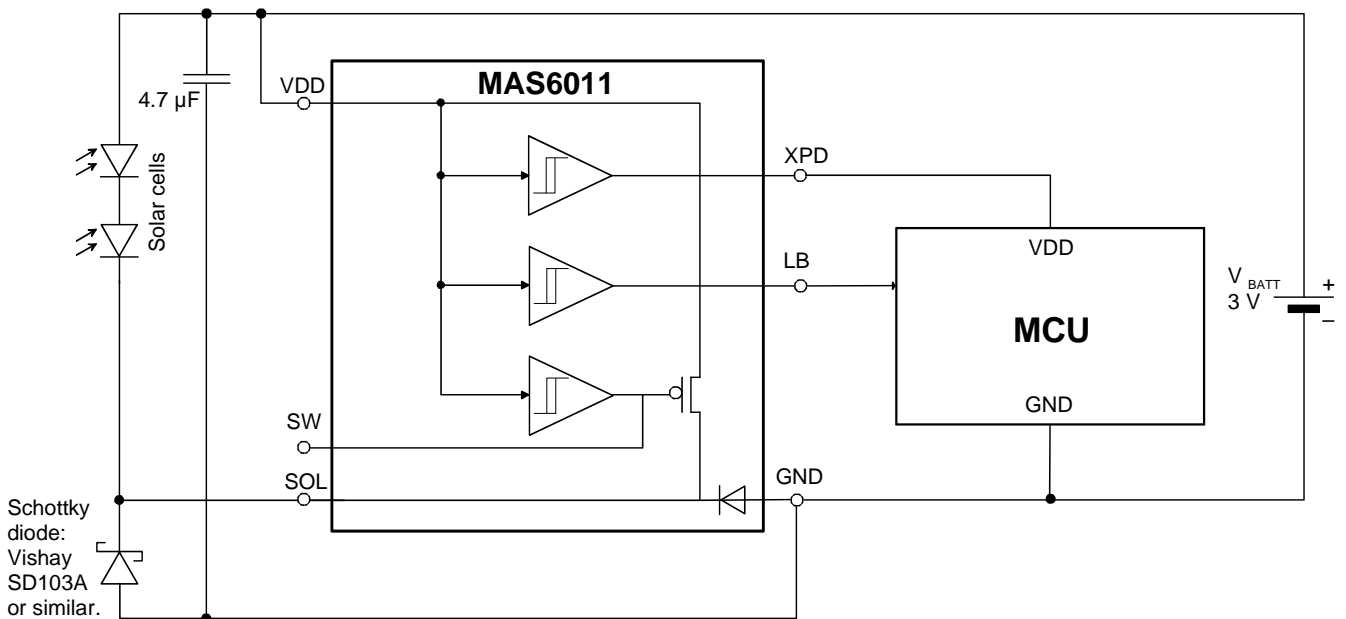 MAS6011
VDD
4.7 µF
Solar cells
XPD
VDD
LB
MCU
V BATT
3 V
+
–
GND
SW
SOL
GND
Schottky
diode:
Vishay
SD103A
or similar.